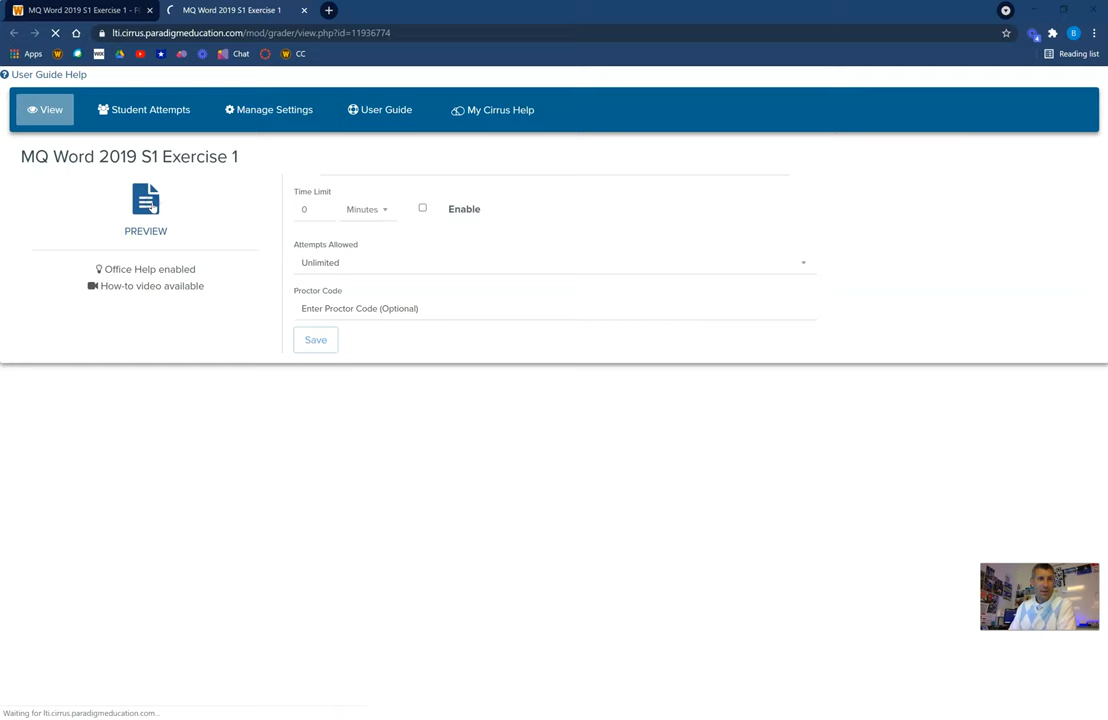 MQ Word 2019 S1 Exercise 1 - F
MQ Word 2019 S1 Exercise 1
lti.cirrus.paradigmeducation.com/mod/grader/view.php?id=11936774
B
Apps
W
WIX
Chat
W CC
Reading list
User Guide Help
View
Student Attempts
Manage Settings
User Guide
My Cirrus Help
MQ Word 2019 S1 Exercise 1
PREVIEW
Office Help enabled
How-to video available
Time Limit
0 Minutes Enable
Attempts Allowed
Unlimited
Proctor Code
Enter Proctor Code (Optional)
Save
Waiting for lti.cirrus.paradigmeducation.com...